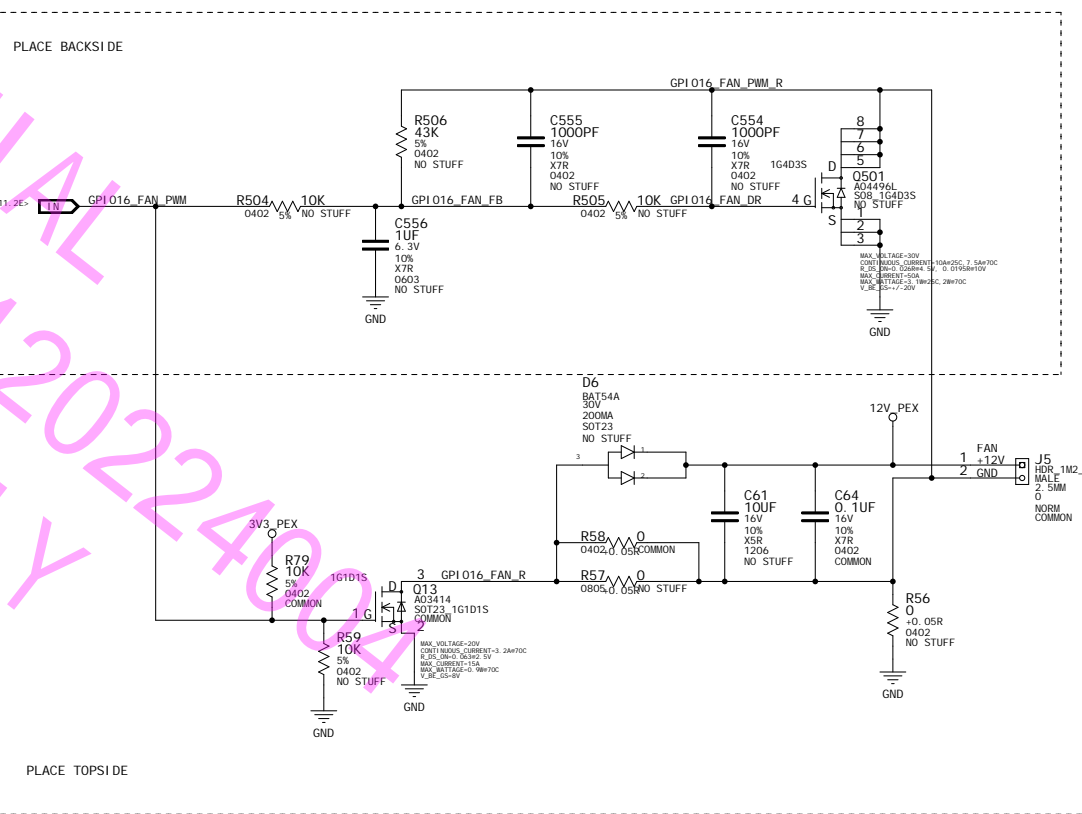 PLACE BACKSIDE
GPIO16_FAN_PWM_R
R506
43K
5%
0402
NO STUFF
C555
1000PF
16V
10%
X7R
0402
NO STUFF
C554
1000PF
16V
10%
X7R
0402
NO STUFF
1G4D3S
D
8
7
6
5
Q501
AO4496L
SO8_1G4D3S
NO STUFF
11.2E>
IN
GPIO16_FAN_PWM
R504
10K
0402
5%
NO STUFF
GPIO16_FAN_FB
R505
10K
0402
5%
NO STUFF
GPIO16_FAN_DR
4
G
S
1
2
3
C556
1UF
6.3V
10%
X7R
0603
NO STUFF
GND
MAX_VOLTAGE=30V
CONTINUOUS_CURRENT=10A@25C, 7.5A@70C
R_DS_ON=0.026R@4.5V, 0.0195R@10V
MAX_CURRENT=50A
MAX_WATTAGE=3.1W@25C, 2W@70C
V_BE_GS=+/-20V
GND
D6
BAT54A
30V
200MA
SOT23
NO STUFF
3
1
2
12V_PEX
FAN
1
+12V
2
GND
J5
HDR_1M2_
MALE
2.5MM
0
NORM
COMMON
C61
10UF
16V
10%
X5R
1206
NO STUFF
C64
0.1UF
16V
10%
X7R
0402
COMMON
3V3_PEX
R79
10K
5%
0402
COMMON
R58
0
0402
+0.05R
COMMON
R57
0
0805
+0.05R
NO STUFF
1G1D1S
D
3
GPIO16_FAN_R
Q13
AO3414
SOT23_1G1D1S
COMMON
1
G
S
2
R59
10K
5%
0402
NO STUFF
MAX_VOLTAGE=20V
CONTINUOUS_CURRENT=3.2A@70C
R_DS_ON=0.063@2.5V
MAX_CURRENT=15A
MAX_WATTAGE=0.9W@70C
V_BE_GS=8V
GND
GND
R56
0
+0.05R
0402
NO STUFF
GND
PLACE TOPSIDE